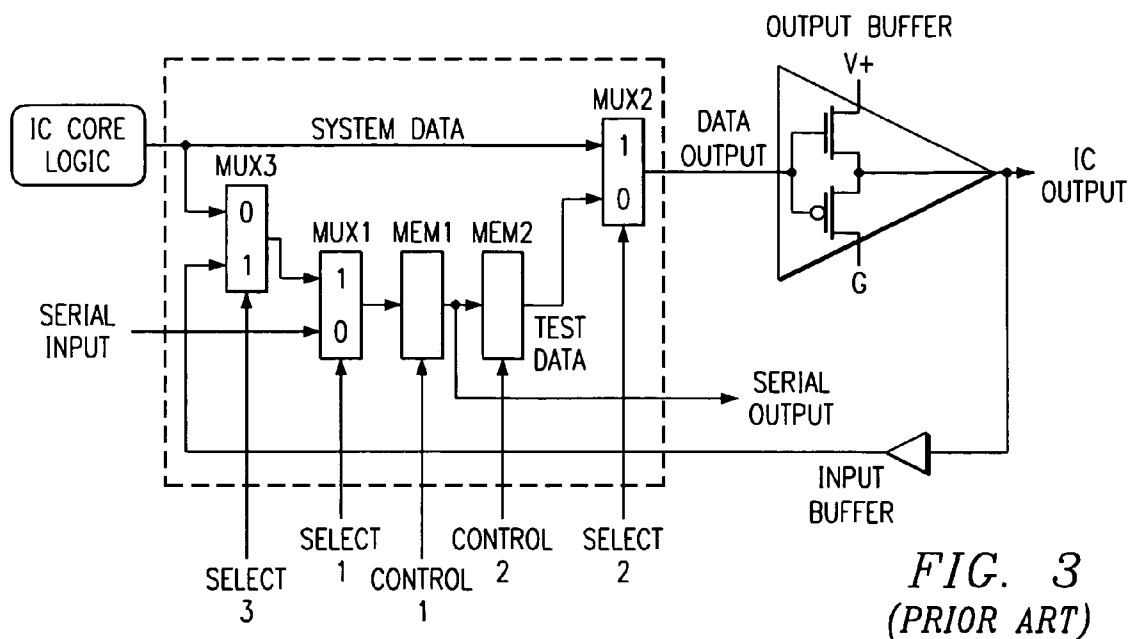 OUTPUT BUFFER
V+
MUX2
IC CORE
LOGIC
SYSTEM DATA
DATA
OUTPUT
1
0
IC
OUTPUT
MUX3
0
1
MUX1
1
0
MEM1
MEM2
G
SERIAL
INPUT
TEST
DATA
SERIAL
OUTPUT
INPUT
BUFFER
SELECT
1
CONTROL
2
SELECT
2
SELECT
3
CONTROL
1
FIG. 3
(PRIOR ART)